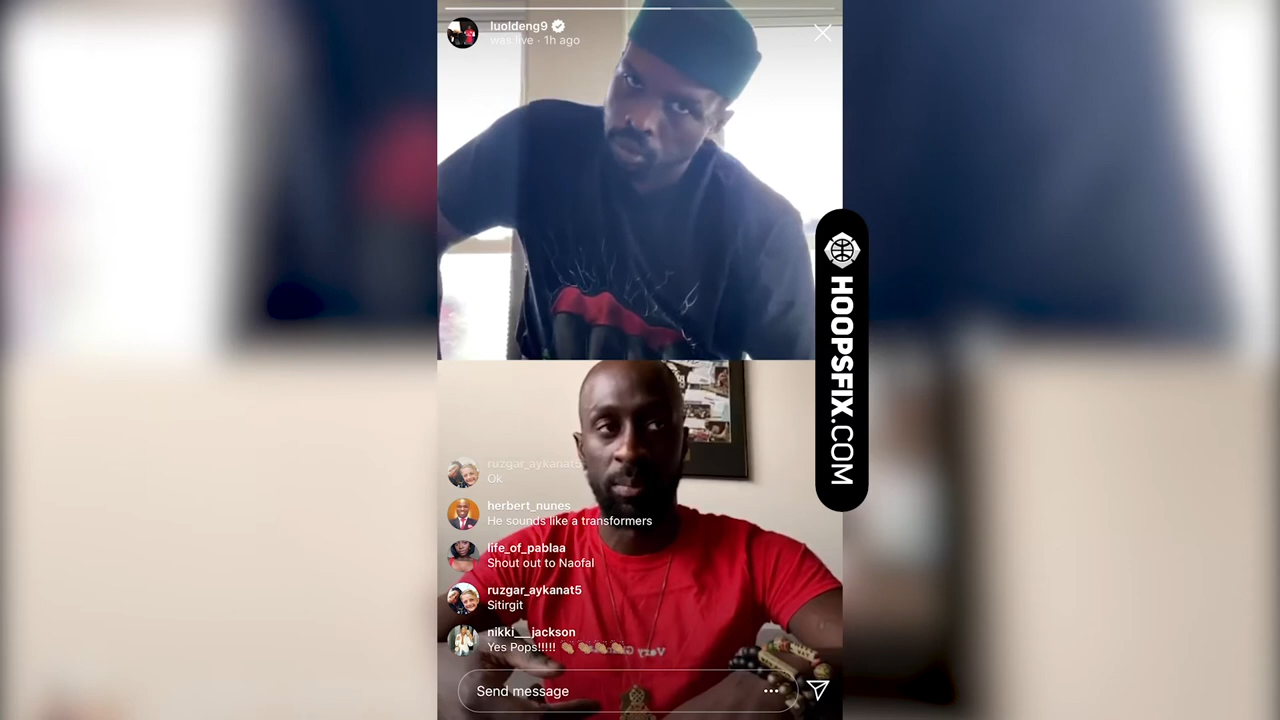 luoldeng9
was live · 1h ago
ruzgar_aykanat5
Ok
herbert_nunes
He sounds like a transformers
life_of_pablaa
Shout out to Naofal
ruzgar_aykanat5
Sitirgit
nikki___jackson
Yes Pops!!!!! 👏🏽👏🏽👏🏽👏🏽
Very
Send message
HOOPSFIX.COM